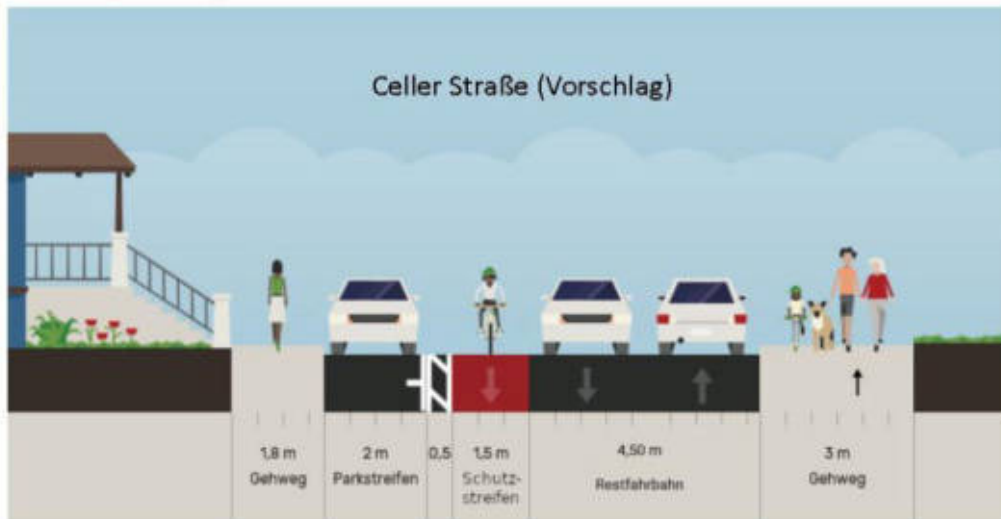 Celler Straße (Vorschlag)
1,8 m
Gehweg
2 m
Parkstreifen
0,5
1,5 m
Schutz-
streifen
4,50 m
Restfahrbahn
3 m
Gehweg